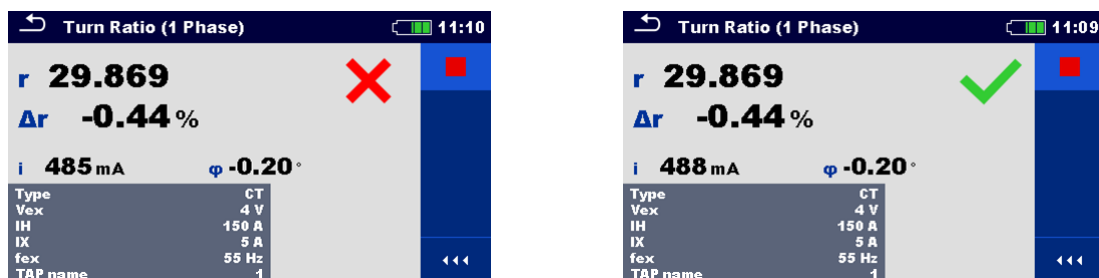 Turn Ratio (1 Phase) 11:10
r 29.869
Δr -0.44 %
i 485 mA φ -0.20 °
Type CT
Vex 4 V
IH 150 A
IX 5 A
fex 55 Hz
TAP name 1
Turn Ratio (1 Phase) 11:09
r 29.869
Δr -0.44 %
i 488 mA φ -0.20 °
Type CT
Vex 4 V
IH 150 A
IX 5 A
fex 55 Hz
TAP name 1